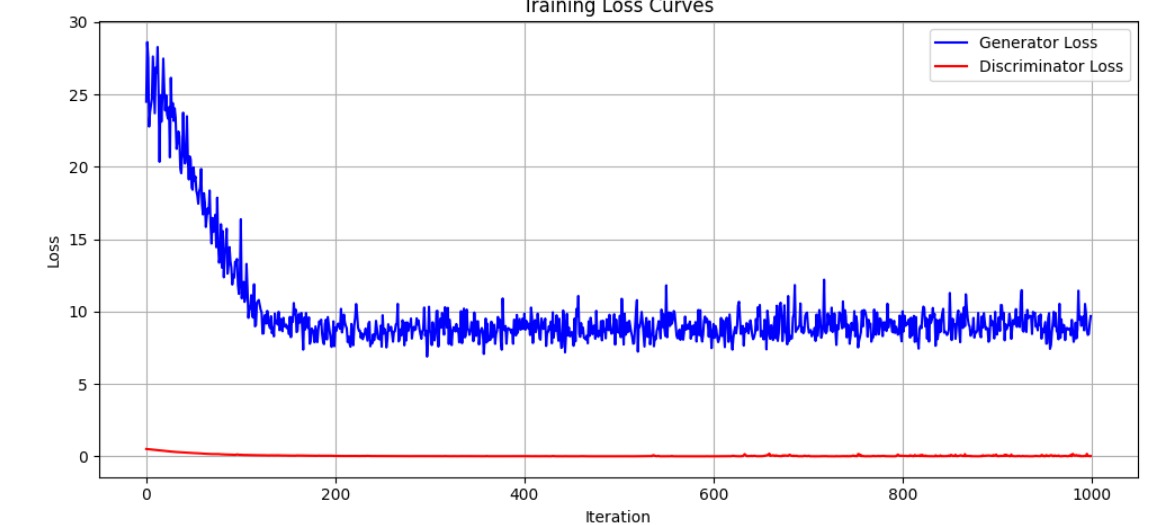 Training Loss Curves
30
25
20
15
10
5
0
Loss
Generator Loss
Discriminator Loss
0 200 400 600 800 1000
Iteration